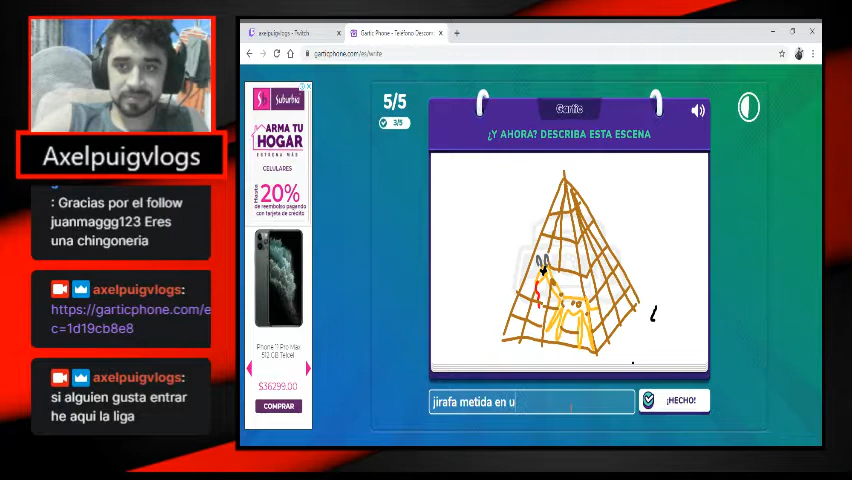 axelpuigvlogs - Twitch
Gartic Phone - Teléfono Descom
garticphone.com/es/write
Axelpuigvlogs
: Gracias por el follow
juanmaggg123 Eres
una chingoneria
axelpuigvlogs:
https://garticphone.com/e
c=1d19cb8e8
axelpuigvlogs:
si alguien gusta entrar
he aqui la liga
Suburbia
ARMA TU
HOGAR
CELULARES
20%
de reembolso pagando
con tarjeta de crédito
iPhone 11 Pro Max
512 GB Telcel
$36299.00
COMPRAR
5/5
3/5
Gartic
¿Y AHORA? DESCRIBA ESTA ESCENA
jirafa metida en u
¡HECHO!